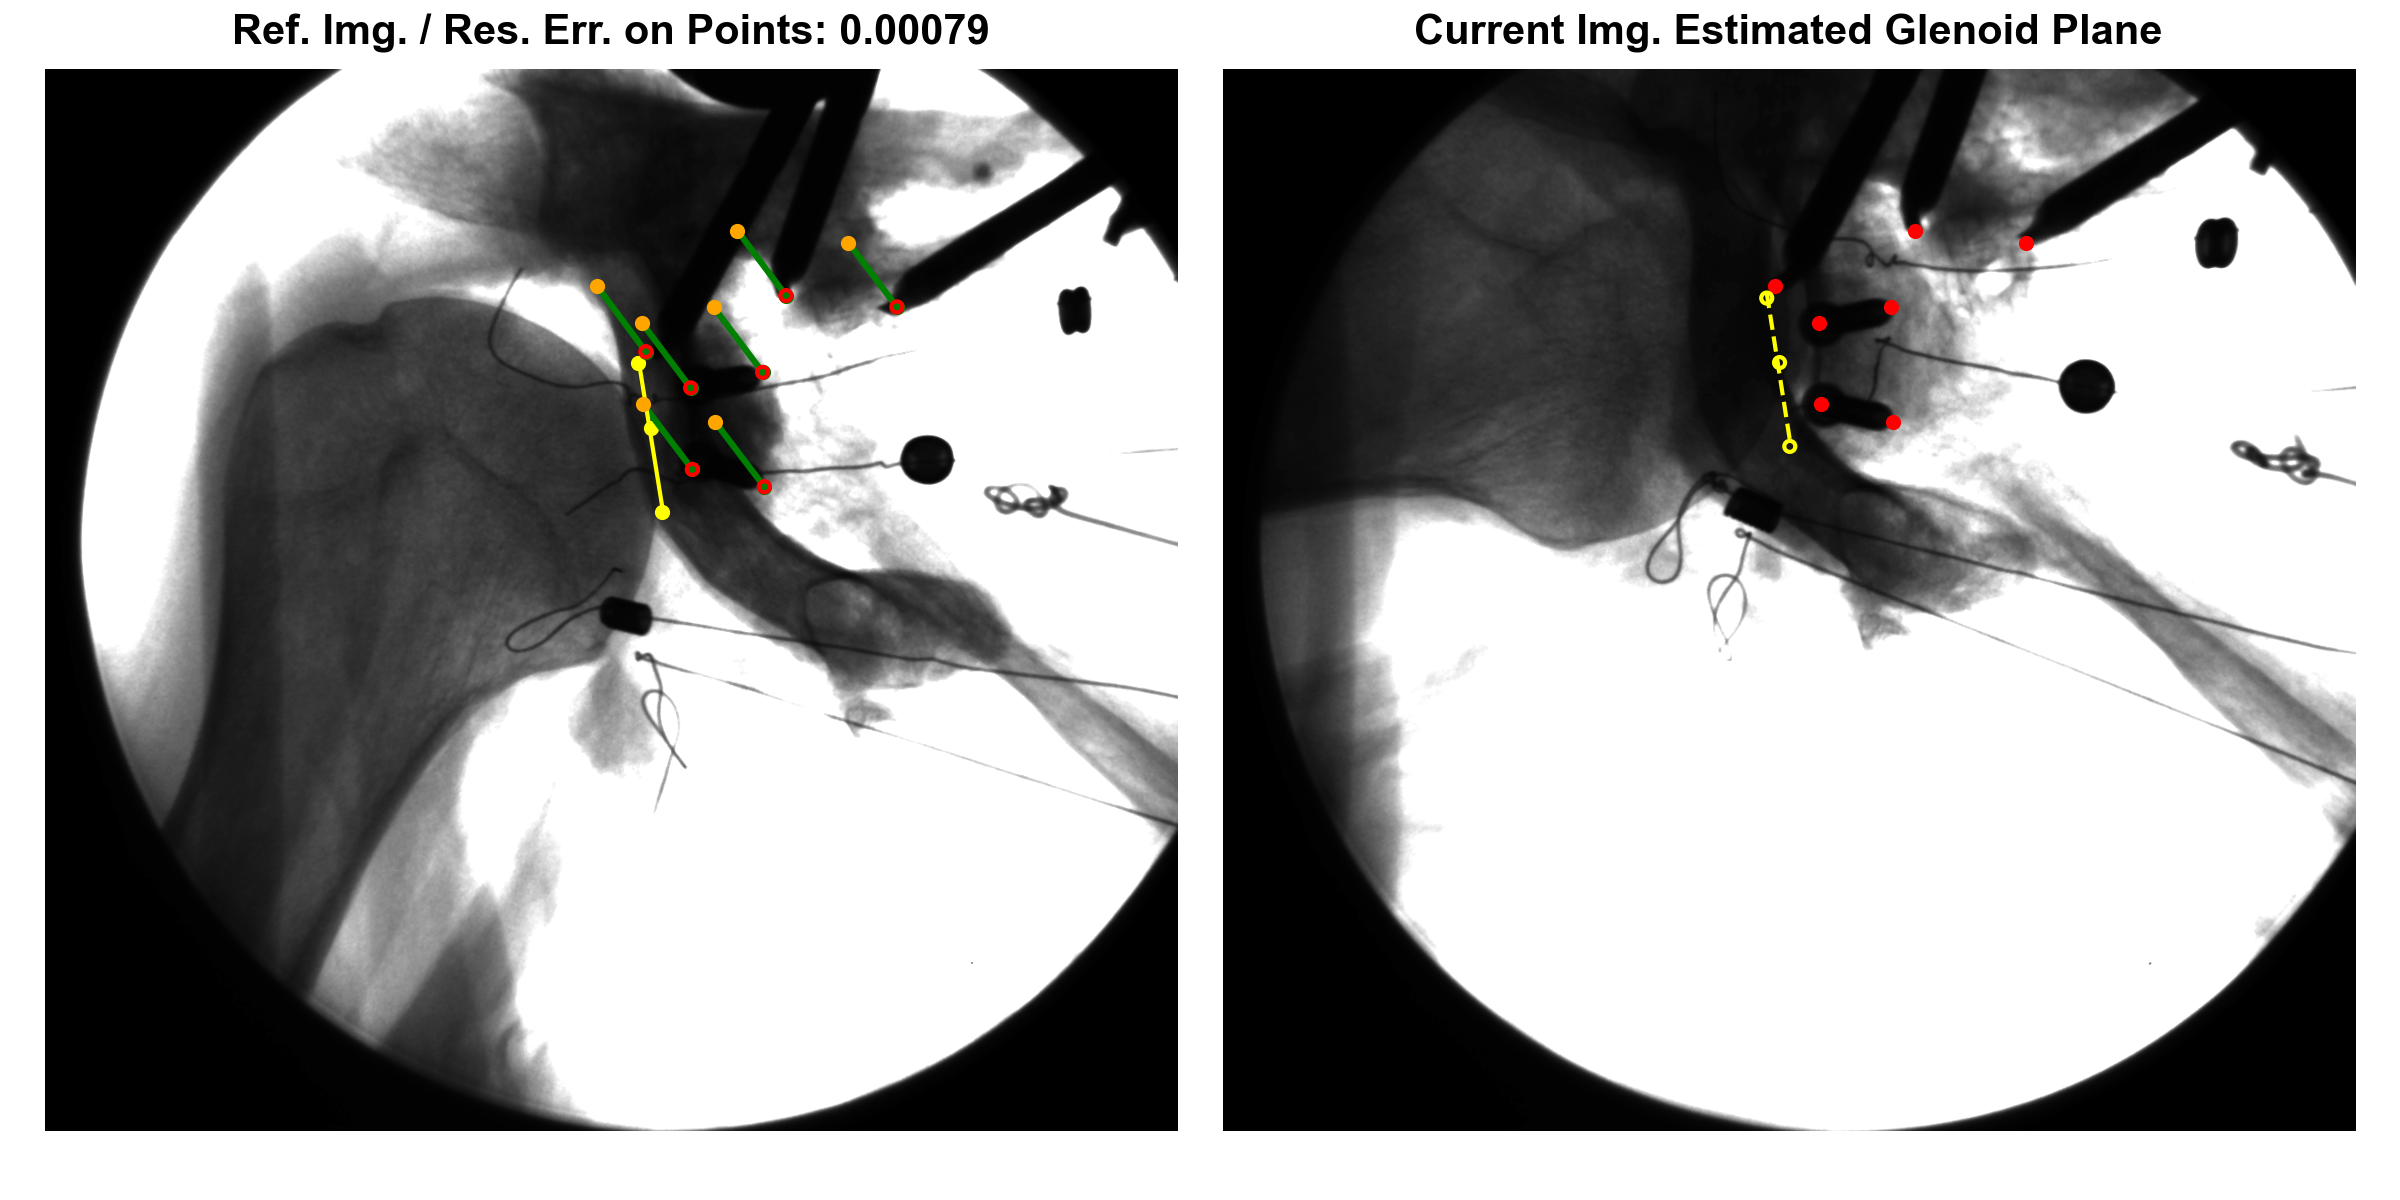 Ref. Img. / Res. Err. on Points: 0.00079
Current Img. Estimated Glenoid Plane